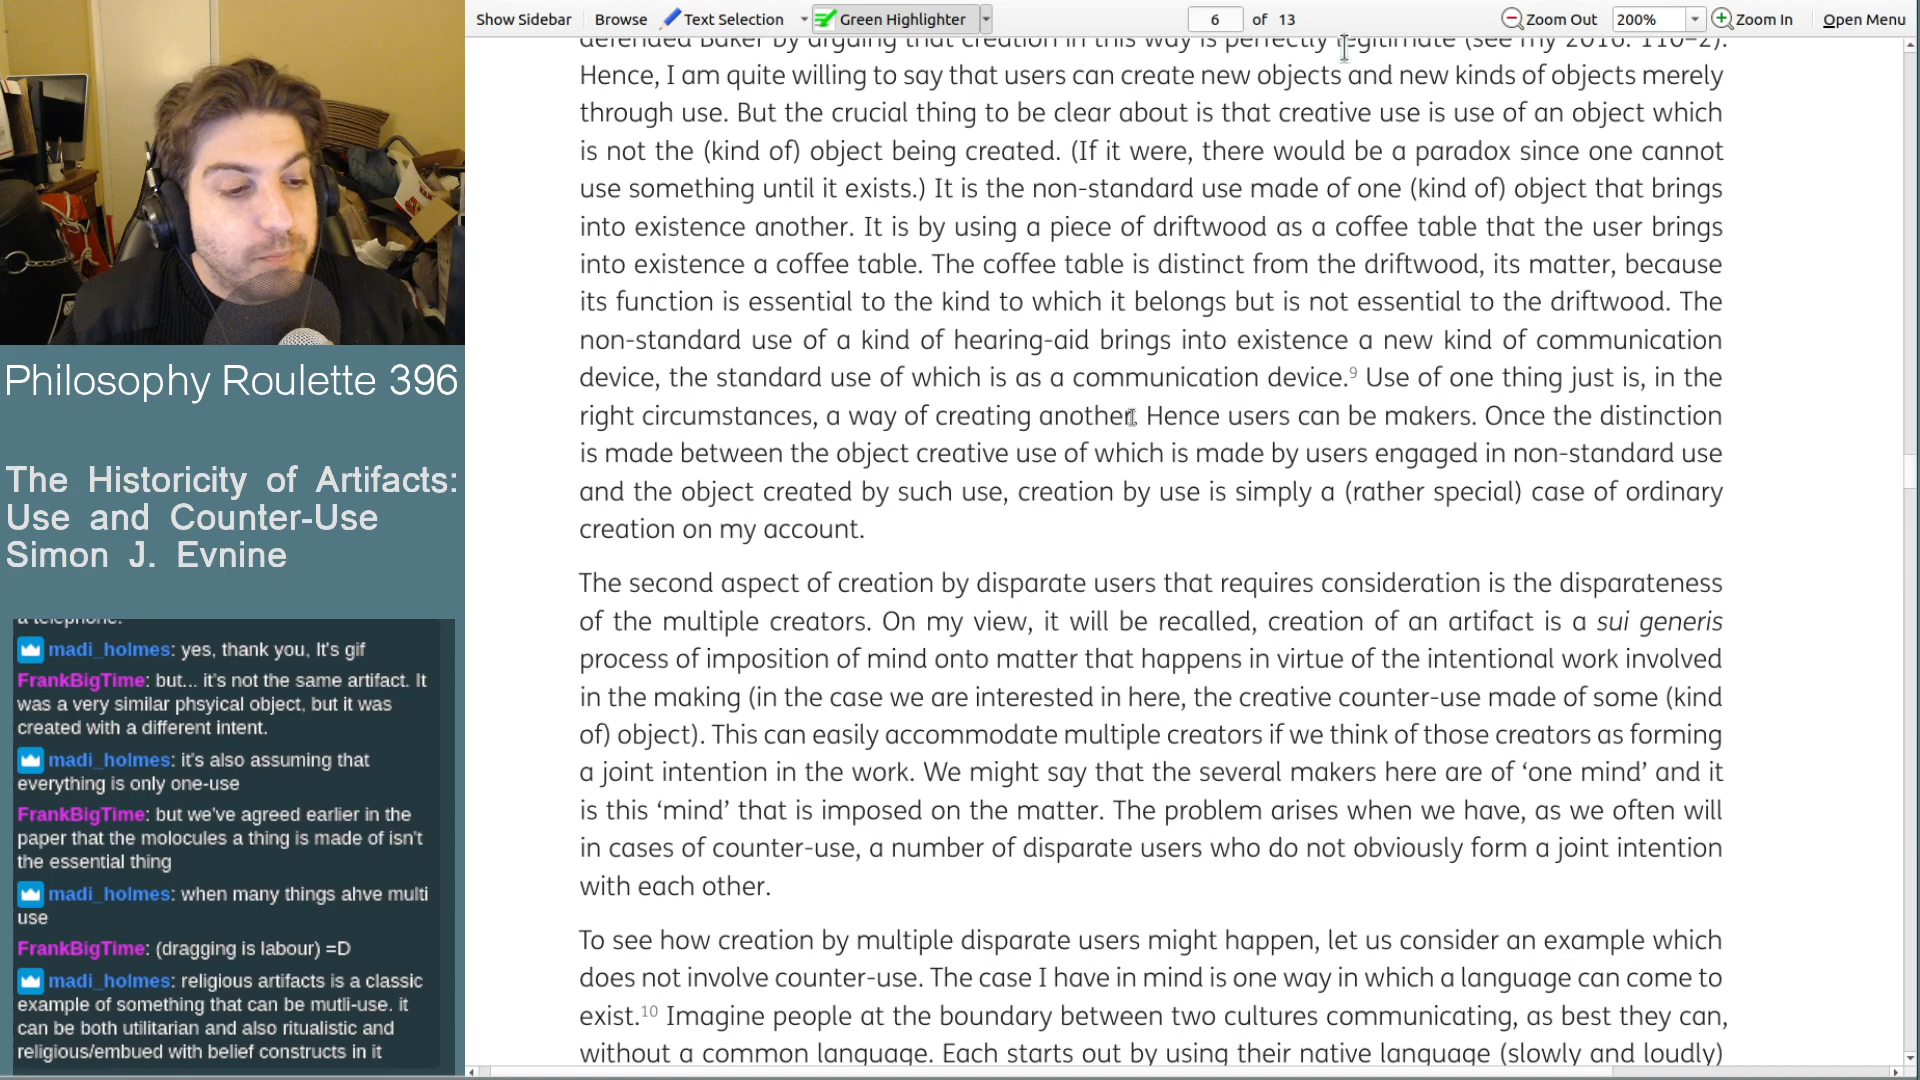 Show Sidebar Browse Text Selection Green Highlighter 6 of 13 Zoom Out 200% Zoom In Open Menu
defended Baker by arguing that creation in this way is perfectly legitimate (see my 2016: 110–2).
Hence, I am quite willing to say that users can create new objects and new kinds of objects merely
through use. But the crucial thing to be clear about is that creative use is use of an object which
is not the (kind of) object being created. (If it were, there would be a paradox since one cannot
use something until it exists.) It is the non-standard use made of one (kind of) object that brings
into existence another. It is by using a piece of driftwood as a coffee table that the user brings
into existence a coffee table. The coffee table is distinct from the driftwood, its matter, because
its function is essential to the kind to which it belongs but is not essential to the driftwood. The
non-standard use of a kind of hearing-aid brings into existence a new kind of communication
device, the standard use of which is as a communication device.⁹ Use of one thing just is, in the
right circumstances, a way of creating another. Hence users can be makers. Once the distinction
is made between the object creative use of which is made by users engaged in non-standard use
and the object created by such use, creation by use is simply a (rather special) case of ordinary
creation on my account.
The second aspect of creation by disparate users that requires consideration is the disparateness
of the multiple creators. On my view, it will be recalled, creation of an artifact is a sui generis
process of imposition of mind onto matter that happens in virtue of the intentional work involved
in the making (in the case we are interested in here, the creative counter-use made of some (kind
of) object). This can easily accommodate multiple creators if we think of those creators as forming
a joint intention in the work. We might say that the several makers here are of ‘one mind’ and it
is this ‘mind’ that is imposed on the matter. The problem arises when we have, as we often will
in cases of counter-use, a number of disparate users who do not obviously form a joint intention
with each other.
To see how creation by multiple disparate users might happen, let us consider an example which
does not involve counter-use. The case I have in mind is one way in which a language can come to
exist.¹⁰ Imagine people at the boundary between two cultures communicating, as best they can,
without a common language. Each starts out by using their native language (slowly and loudly)
Philosophy Roulette 396
The Historicity of Artifacts:
Use and Counter-Use
Simon J. Evnine
a telephone.
madi_holmes: yes, thank you, It's gif
FrankBigTime: but... it's not the same artifact. It
was a very similar phsyical object, but it was
created with a different intent.
madi_holmes: it's also assuming that
everything is only one-use
FrankBigTime: but we've agreed earlier in the
paper that the molocules a thing is made of isn't
the essential thing
madi_holmes: when many things ahve multi
use
FrankBigTime: (dragging is labour) =D
madi_holmes: religious artifacts is a classic
example of something that can be mutli-use. it
can be both utilitarian and also ritualistic and
religious/embued with belief constructs in it